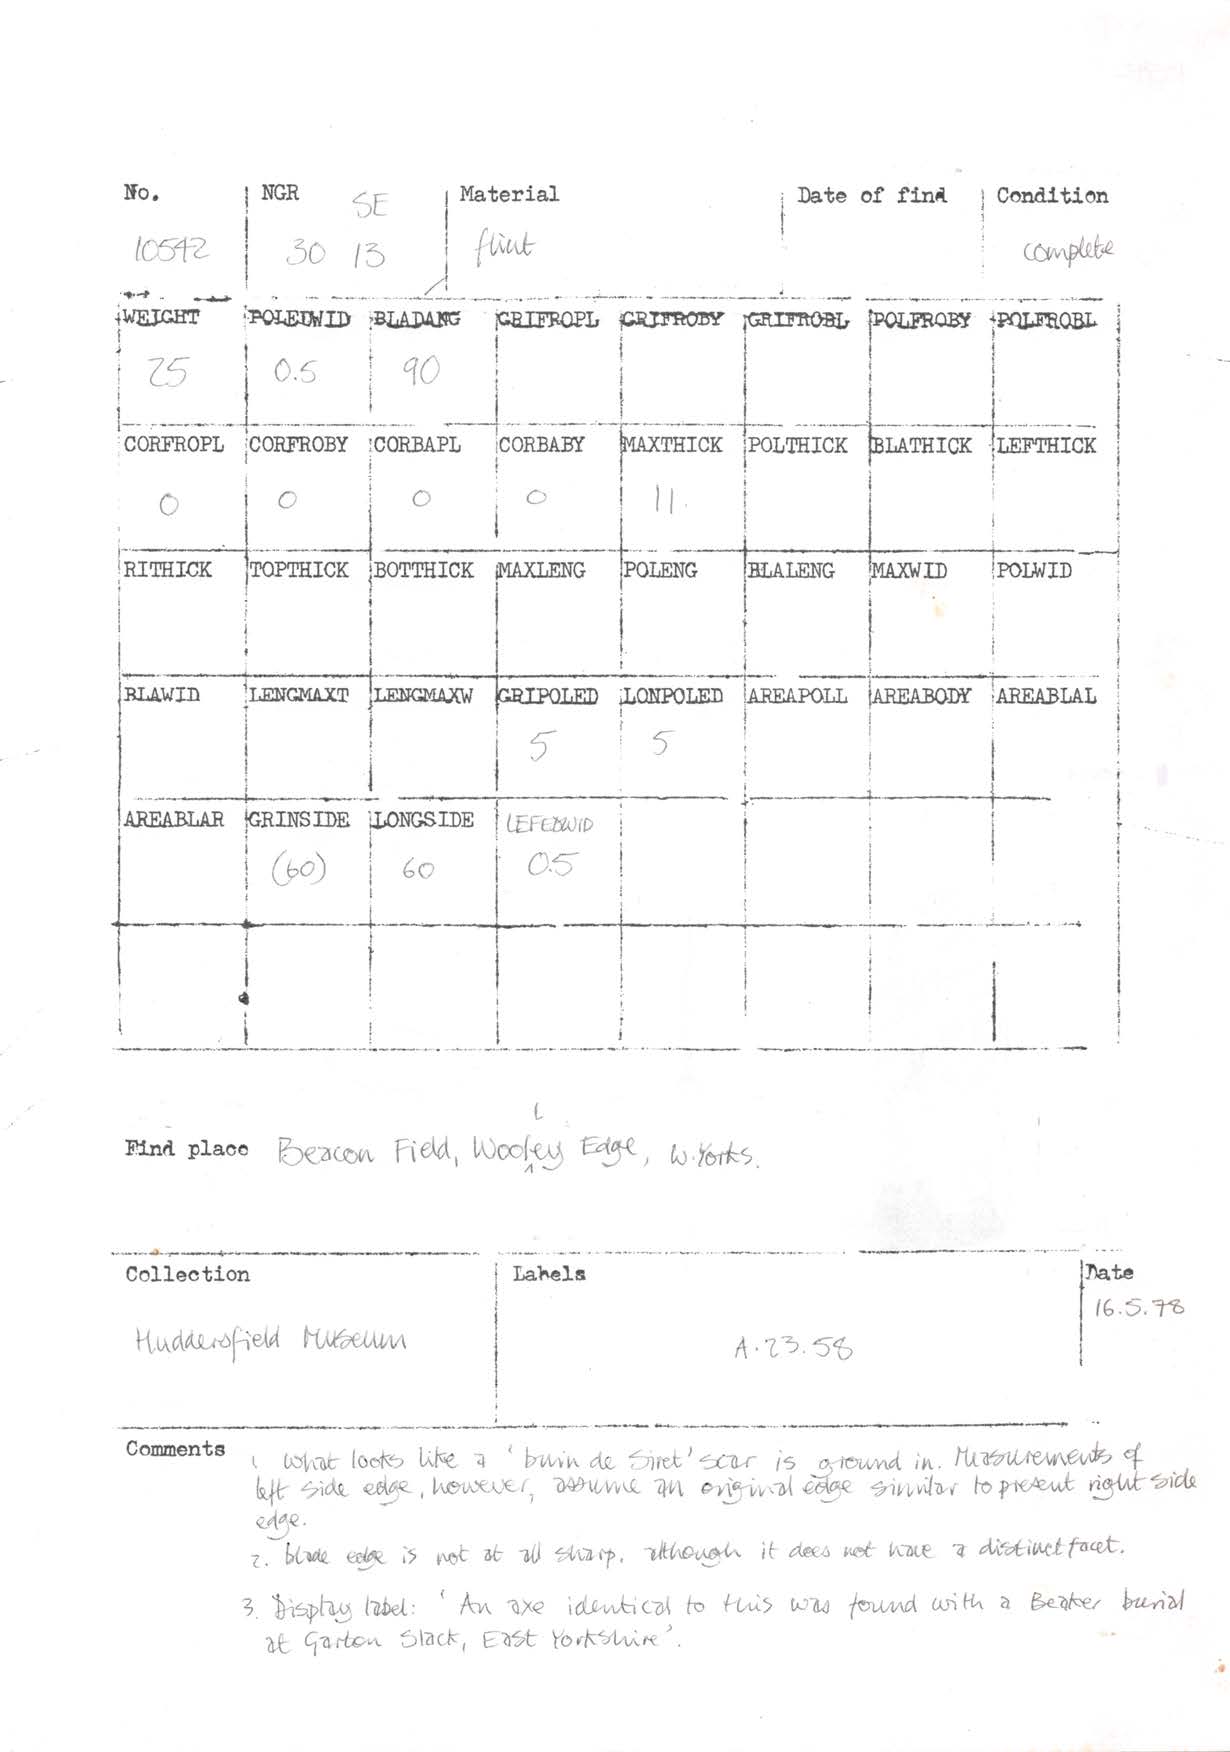 No. NGR SE Material Date of find Condition
10542 30 13 flint complete
WEIGHT POLEDWID BLADANG GRIFROPL GRIFROBY GRIFROBL POLFROBY POLFROBL
25 0.5 90
CORFROPL CORFROBY CORBAPL CORBABY MAXTHICK POLTHICK BLATHICK LEFTHICK
0 0 0 0 11.
RITHICK TOPTHICK BOTTHICK MAXLENG POLENG BLALENG MAXWID POLWID
BLAWID LENGMAXT LENGMAXW GRIPOLED LONPOLED AREAPOLL AREABODY AREABLAL
5 5
AREABLAR GRINSIDE LONGSIDE LEFEDWID
(60) 60 0.5
L
Find place Beacon Field, Wooley Edge, W. Yorks.
Collection Labels Date
16.5.78
Huddersfield Museum A.23.58
Comments 1. What looks like a 'burin de Siret' scar is ground in. Measurements of
left side edge, however, assume an original edge similar to present right side
edge.
2. Blade edge is not at all sharp, although it does not have a distinct facet.
3. Display label: 'An axe identical to this was found with a Beaker burial
at Garton Slack, East Yorkshire'.